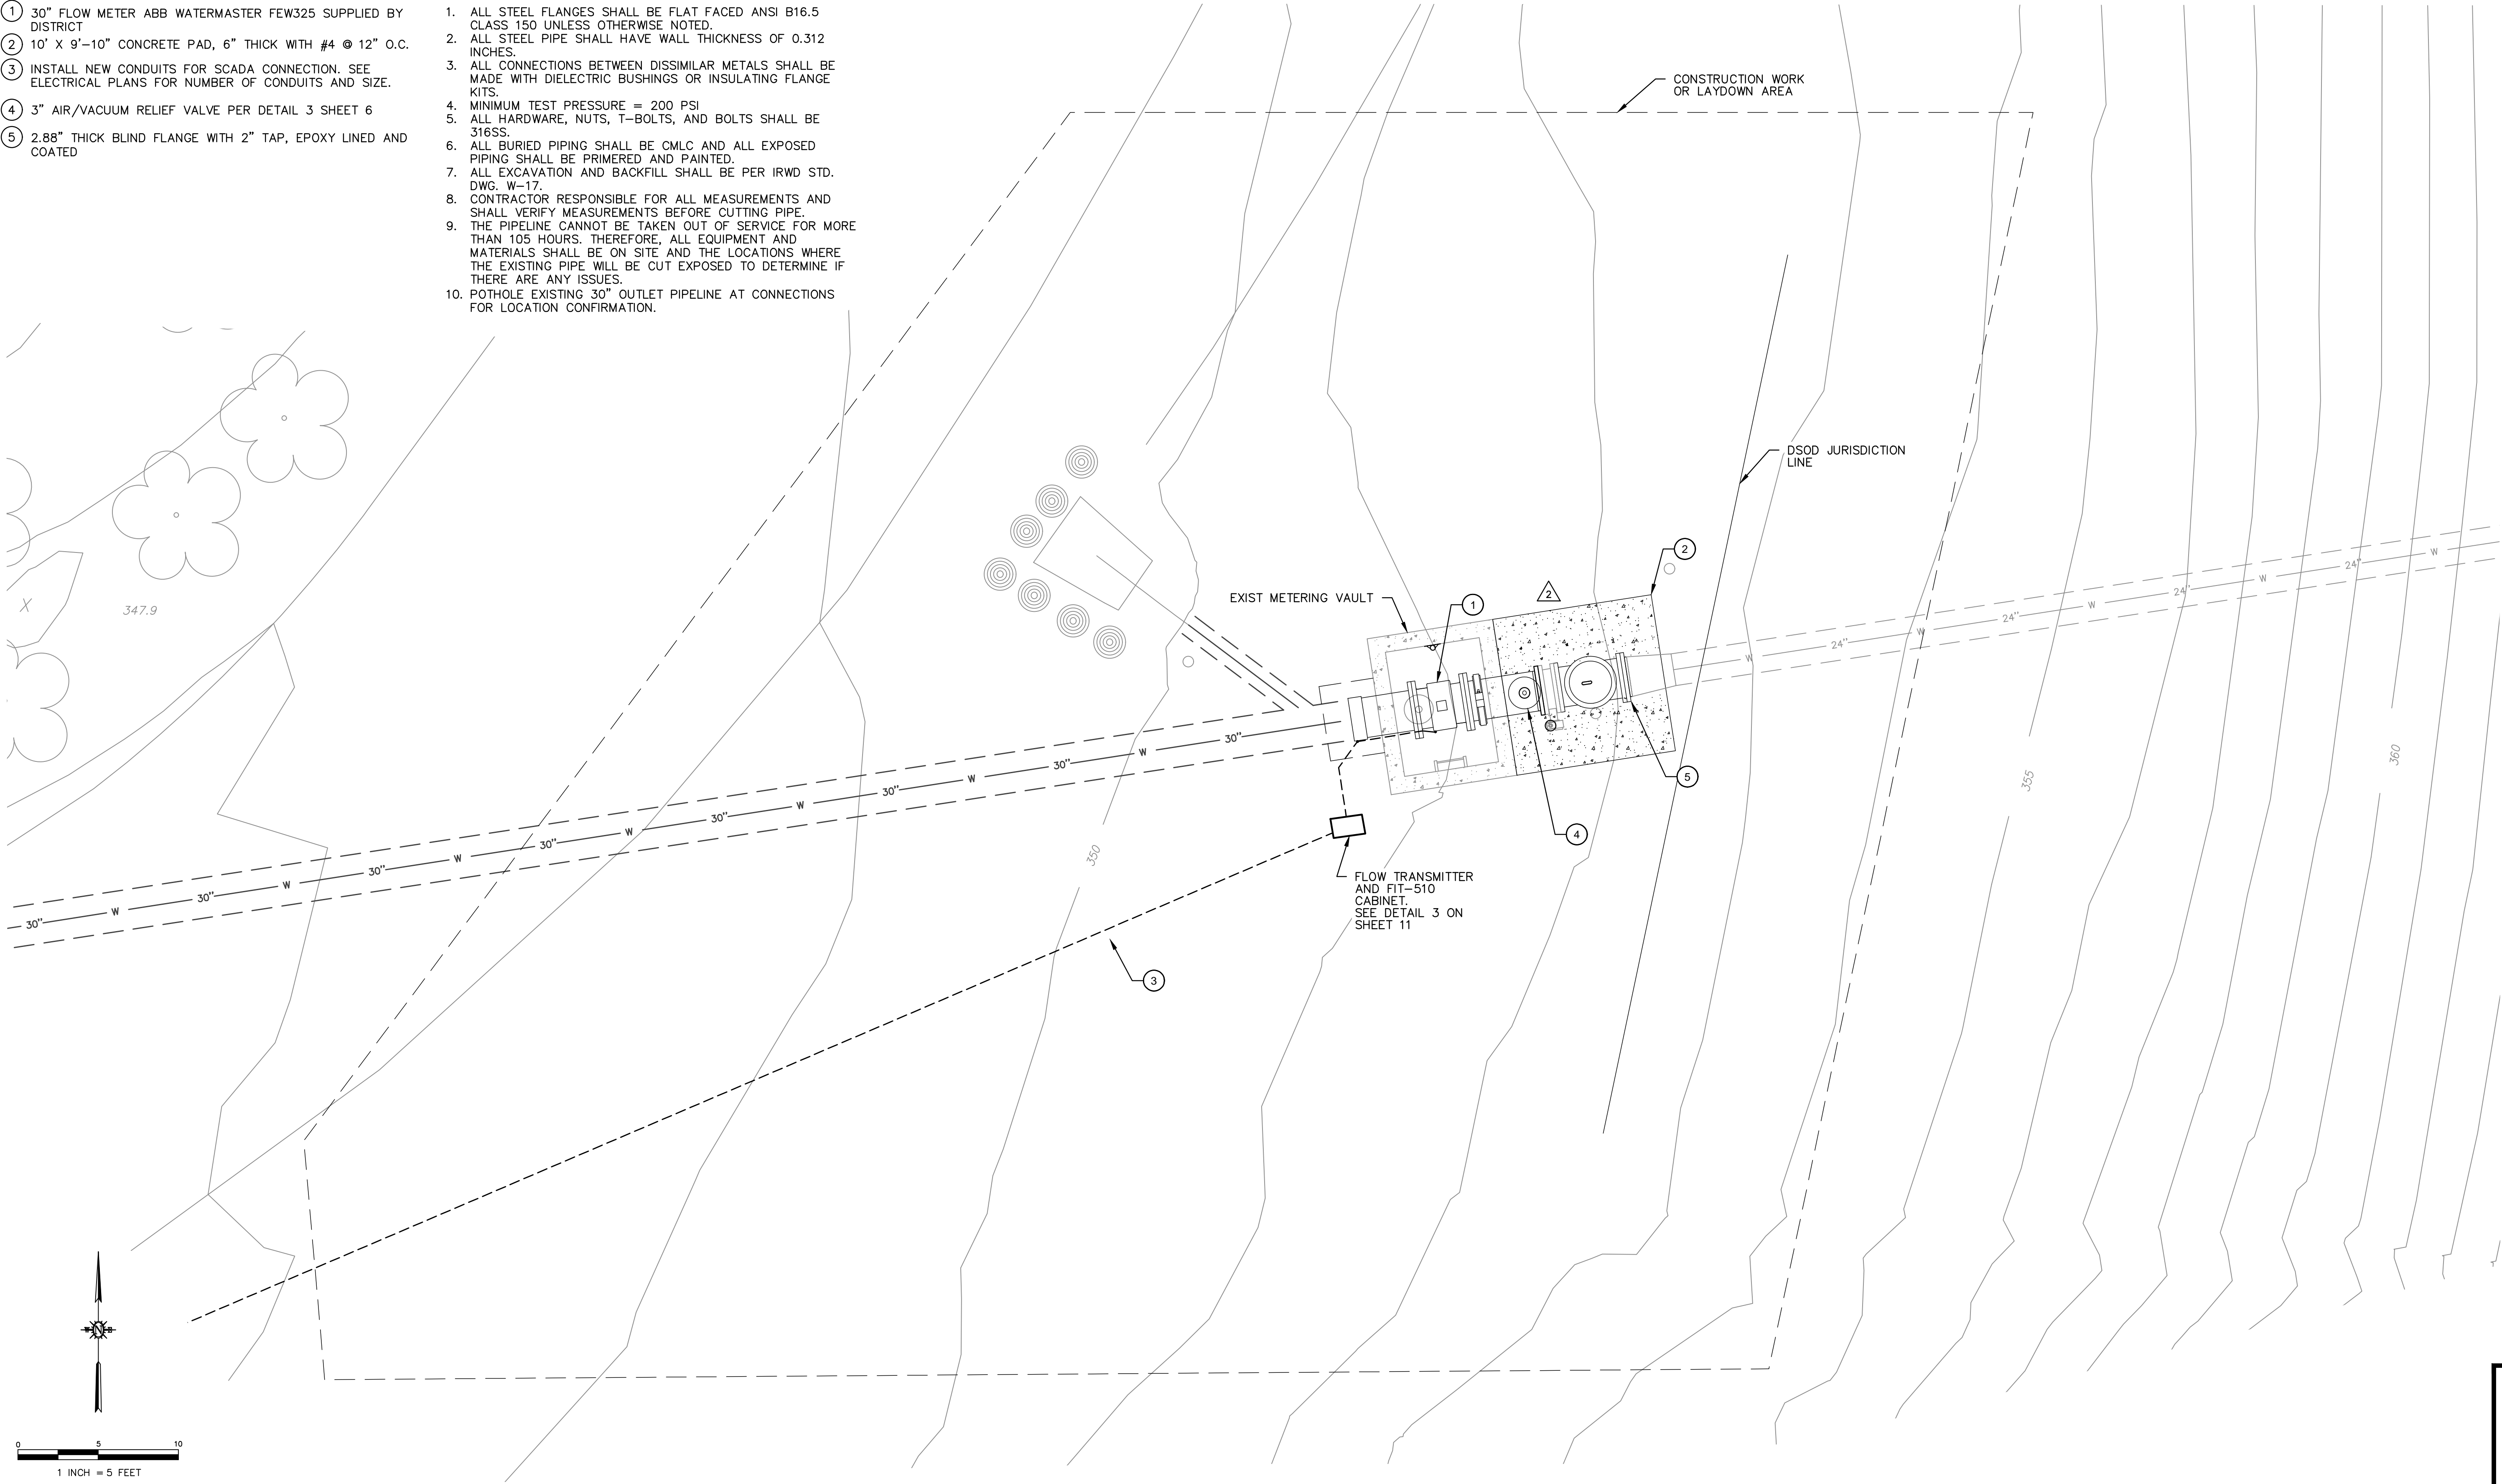 1 30" FLOW METER ABB WATERMASTER FEW325 SUPPLIED BY
DISTRICT
2 10' X 9'-10" CONCRETE PAD, 6" THICK WITH #4 @ 12" O.C.
3 INSTALL NEW CONDUITS FOR SCADA CONNECTION. SEE
ELECTRICAL PLANS FOR NUMBER OF CONDUITS AND SIZE.
4 3" AIR/VACUUM RELIEF VALVE PER DETAIL 3 SHEET 6
5 2.88" THICK BLIND FLANGE WITH 2" TAP, EPOXY LINED AND
COATED
1. ALL STEEL FLANGES SHALL BE FLAT FACED ANSI B16.5
CLASS 150 UNLESS OTHERWISE NOTED.
2. ALL STEEL PIPE SHALL HAVE WALL THICKNESS OF 0.312
INCHES.
3. ALL CONNECTIONS BETWEEN DISSIMILAR METALS SHALL BE
MADE WITH DIELECTRIC BUSHINGS OR INSULATING FLANGE
KITS.
4. MINIMUM TEST PRESSURE = 200 PSI
5. ALL HARDWARE, NUTS, T-BOLTS, AND BOLTS SHALL BE
316SS.
6. ALL BURIED PIPING SHALL BE CMLC AND ALL EXPOSED
PIPING SHALL BE PRIMERED AND PAINTED.
7. ALL EXCAVATION AND BACKFILL SHALL BE PER IRWD STD.
DWG. W-17.
8. CONTRACTOR RESPONSIBLE FOR ALL MEASUREMENTS AND
SHALL VERIFY MEASUREMENTS BEFORE CUTTING PIPE.
9. THE PIPELINE CANNOT BE TAKEN OUT OF SERVICE FOR MORE
THAN 105 HOURS. THEREFORE, ALL EQUIPMENT AND
MATERIALS SHALL BE ON SITE AND THE LOCATIONS WHERE
THE EXISTING PIPE WILL BE CUT EXPOSED TO DETERMINE IF
THERE ARE ANY ISSUES.
10. POTHOLE EXISTING 30" OUTLET PIPELINE AT CONNECTIONS
FOR LOCATION CONFIRMATION.
CONSTRUCTION WORK
OR LAYDOWN AREA
DSOD JURISDICTION
LINE
2
2
EXIST METERING VAULT
1
X
347.9
W 24" W 24" W 24" W 24" W
30" W 30" W 30" W 30" W 30" W 30" W 30" W 30"
5
4
355
360
350
FLOW TRANSMITTER
AND FIT-510
CABINET.
SEE DETAIL 3 ON
SHEET 11
3
N
0 5 10
1 INCH = 5 FEET